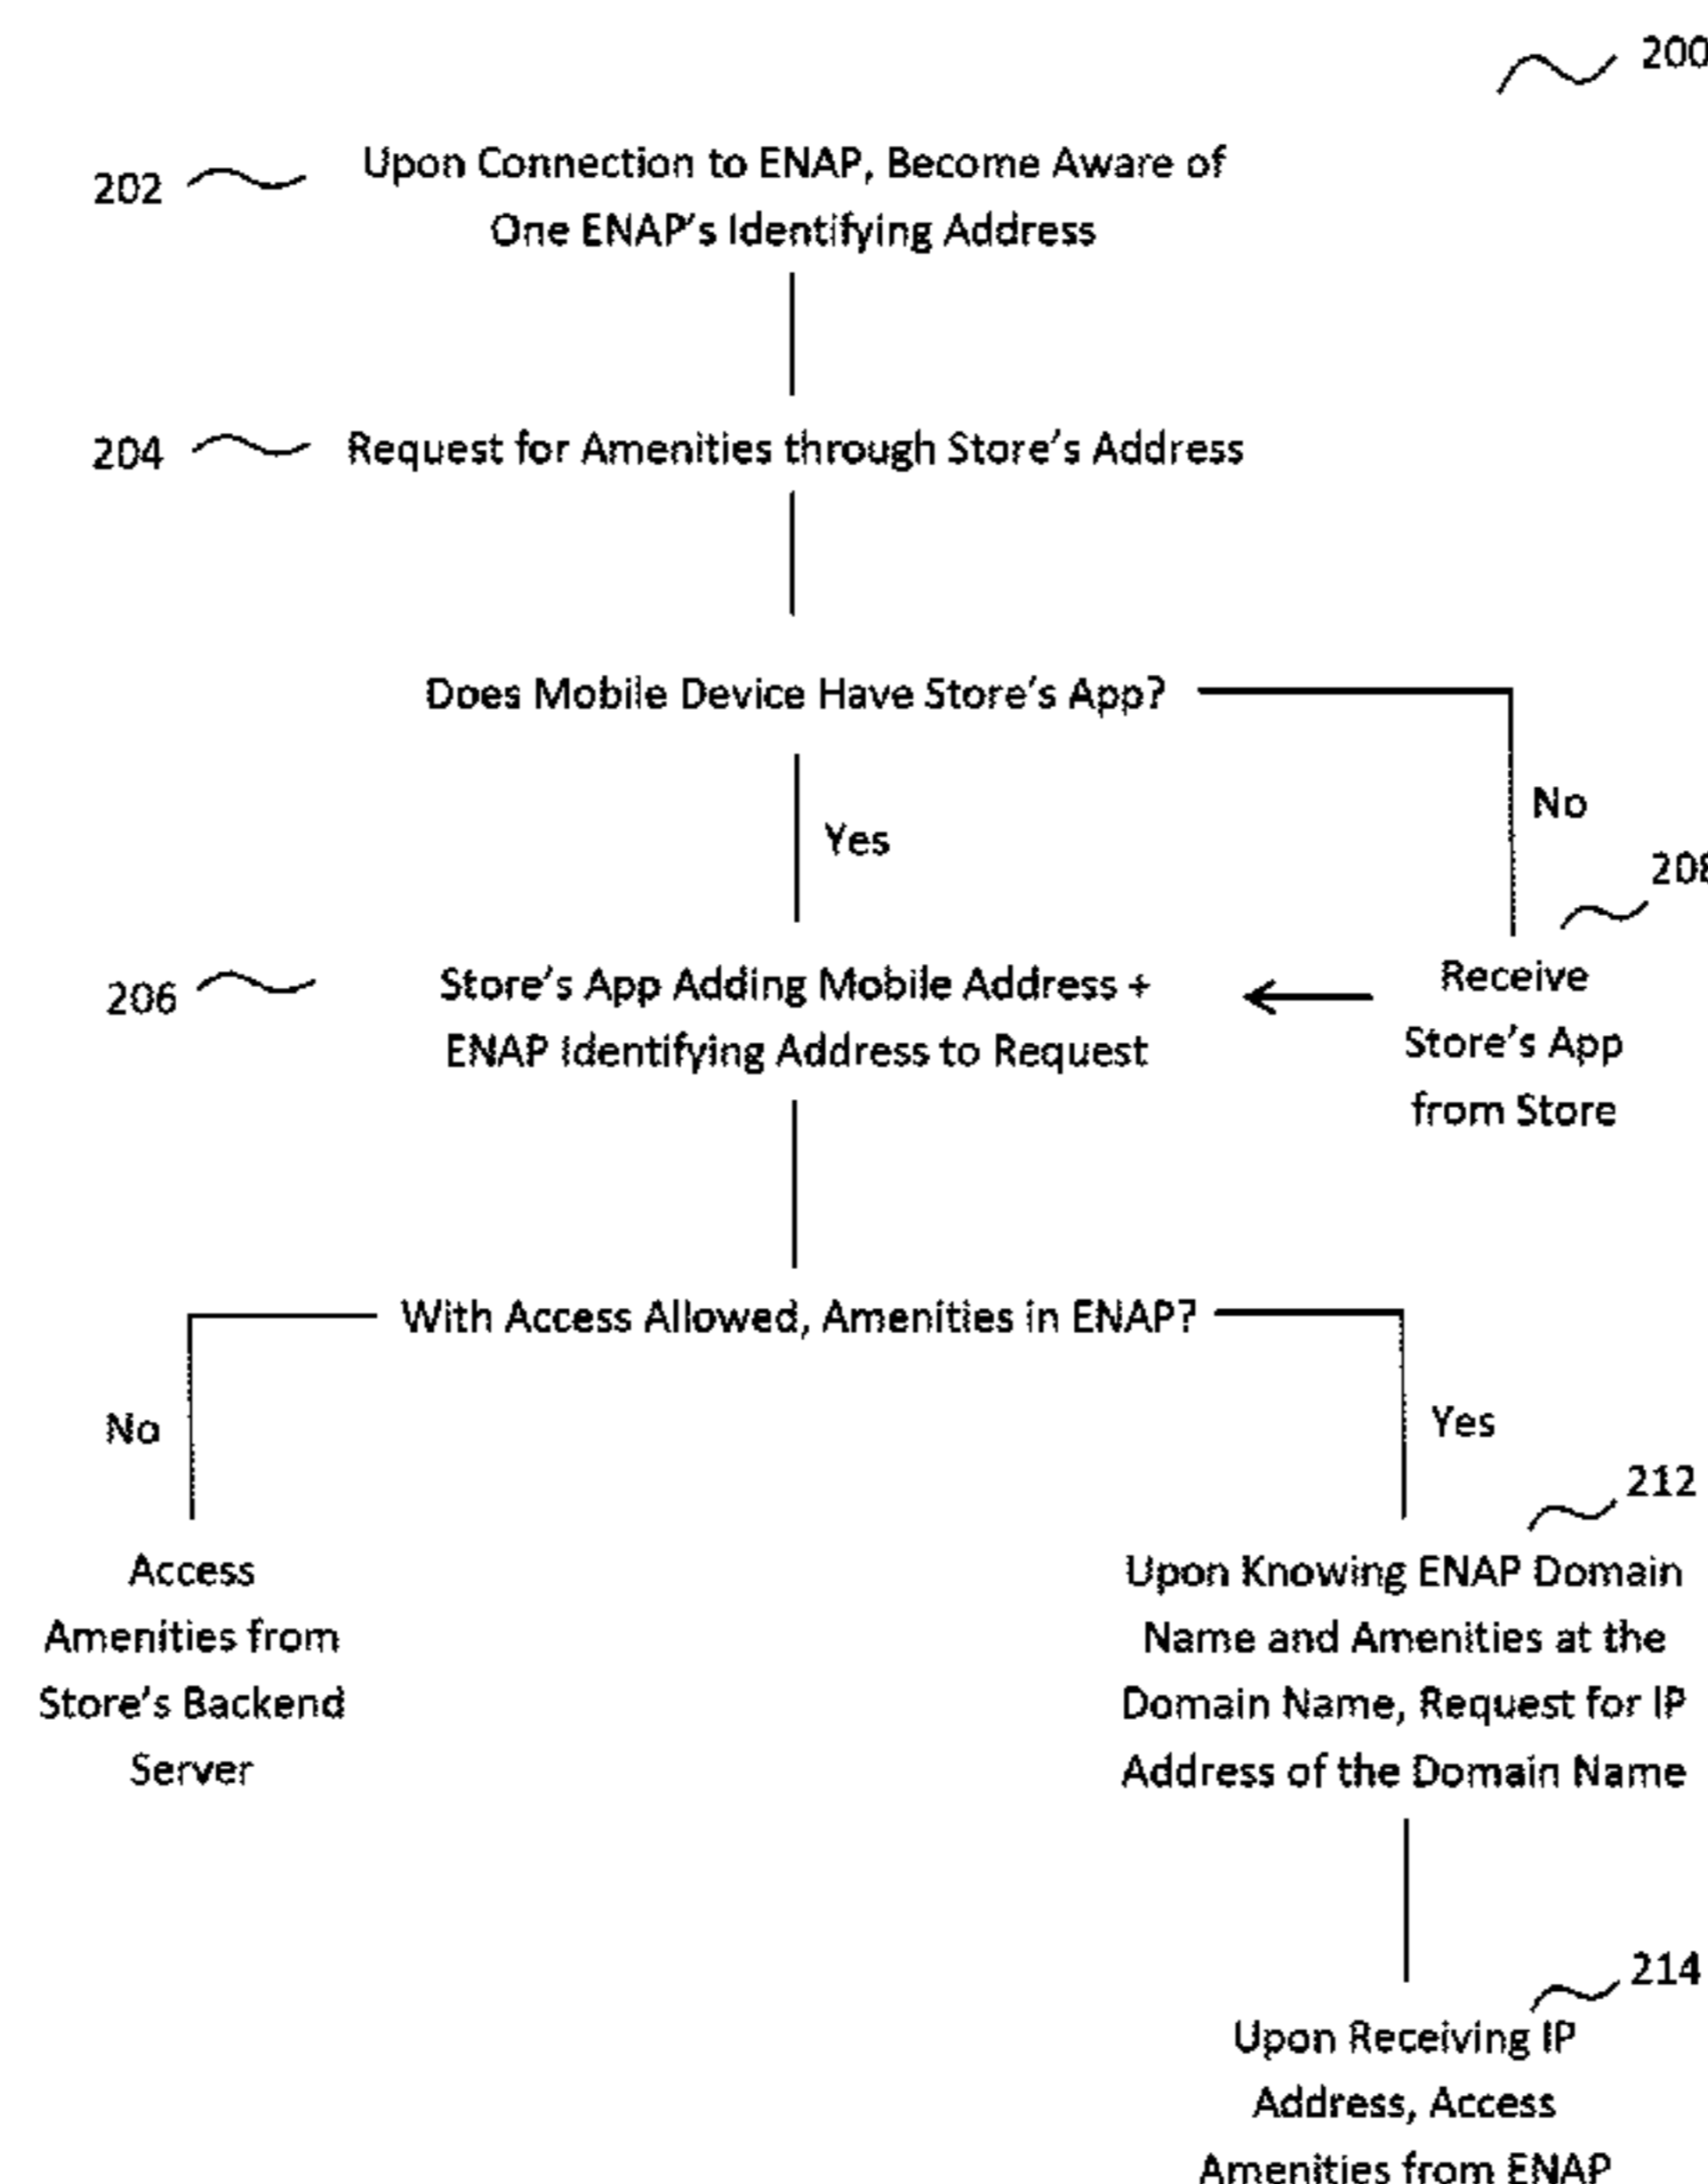 200
202
Upon Connection to ENAP, Become Aware of
One ENAP's Identifying Address
204
Request for Amenities through Store's Address
Does Mobile Device Have Store's App?
No
Yes
208
206
Store's App Adding Mobile Address +
ENAP Identifying Address to Request
Receive
Store's App
from Store
With Access Allowed, Amenities in ENAP?
No
Yes
212
Access
Amenities from
Store's Backend
Server
Upon Knowing ENAP Domain
Name and Amenities at the
Domain Name, Request for IP
Address of the Domain Name
214
Upon Receiving IP
Address, Access
Amenities from ENAP